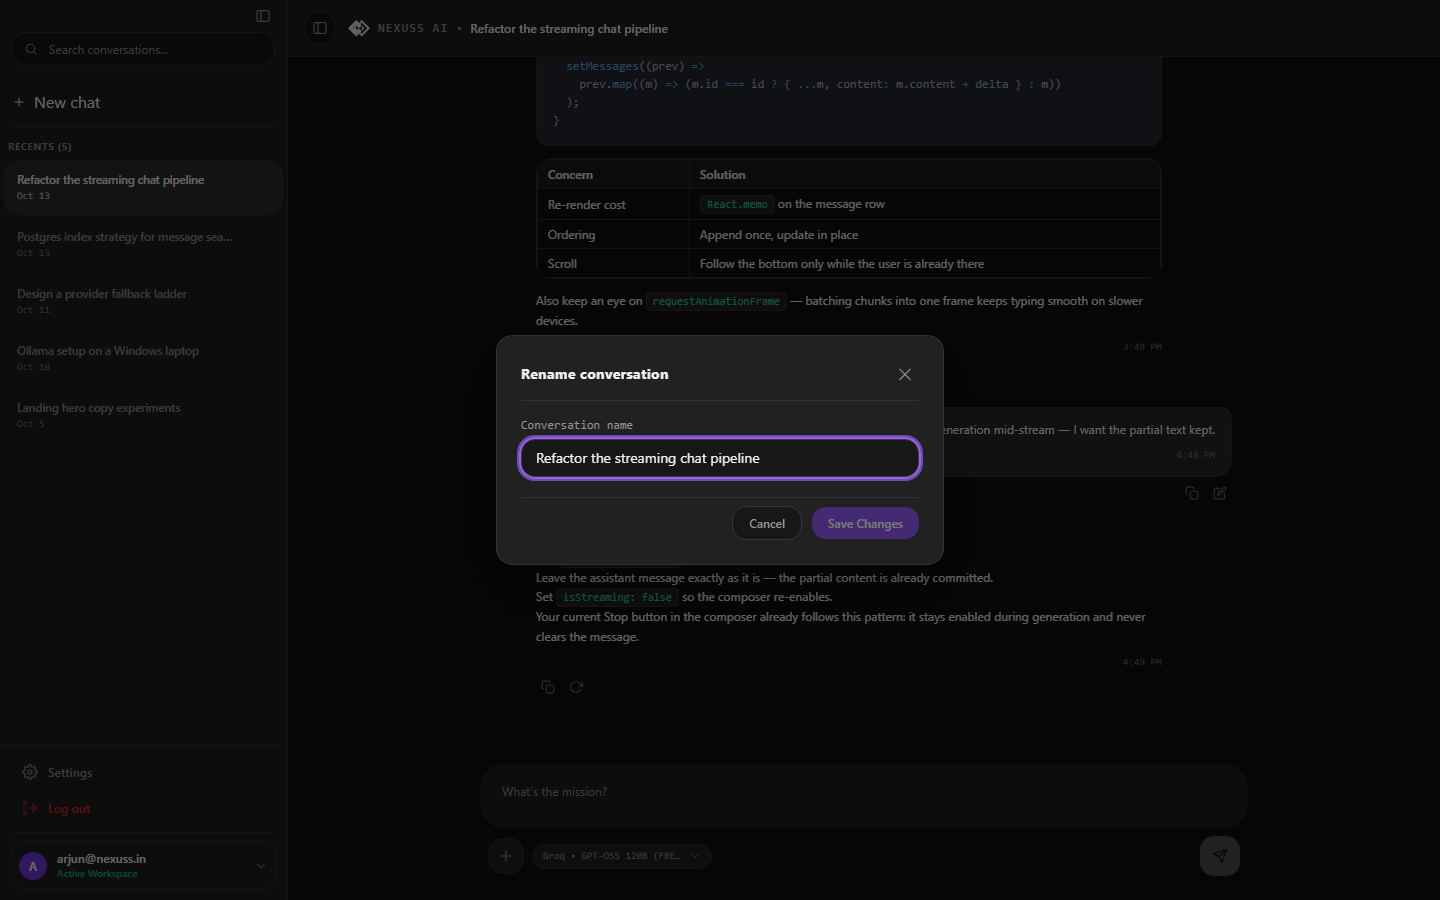 Search conversations...
New chat
RECENTS (5)
Refactor the streaming chat pipeline
Oct 13
Postgres index strategy for message sea...
Oct 13
Design a provider fallback ladder
Oct 11
Ollama setup on a Windows laptop
Oct 10
Landing hero copy experiments
Oct 5
Settings
Log out
A
arjun@nexuss.in
Active Workspace
NEXUSS AI • Refactor the streaming chat pipeline
setMessages((prev) =>
prev.map((m) => (m.id === id ? { ...m, content: m.content + delta } : m))
);
}
Concern Solution
Re-render cost React.memo on the message row
Ordering Append once, update in place
Scroll Follow the bottom only while the user is already there
Also keep an eye on requestAnimationFrame — batching chunks into one frame keeps typing smooth on slower
devices.
3:49 PM
eneration mid-stream — I want the partial text kept.
4:48 PM
Rename conversation
Conversation name
Refactor the streaming chat pipeline
Cancel
Save Changes
Leave the assistant message exactly as it is — the partial content is already committed.
Set isStreaming: false so the composer re-enables.
Your current Stop button in the composer already follows this pattern: it stays enabled during generation and never
clears the message.
4:49 PM
What's the mission?
Groq • GPT-OSS 120B (FRE…